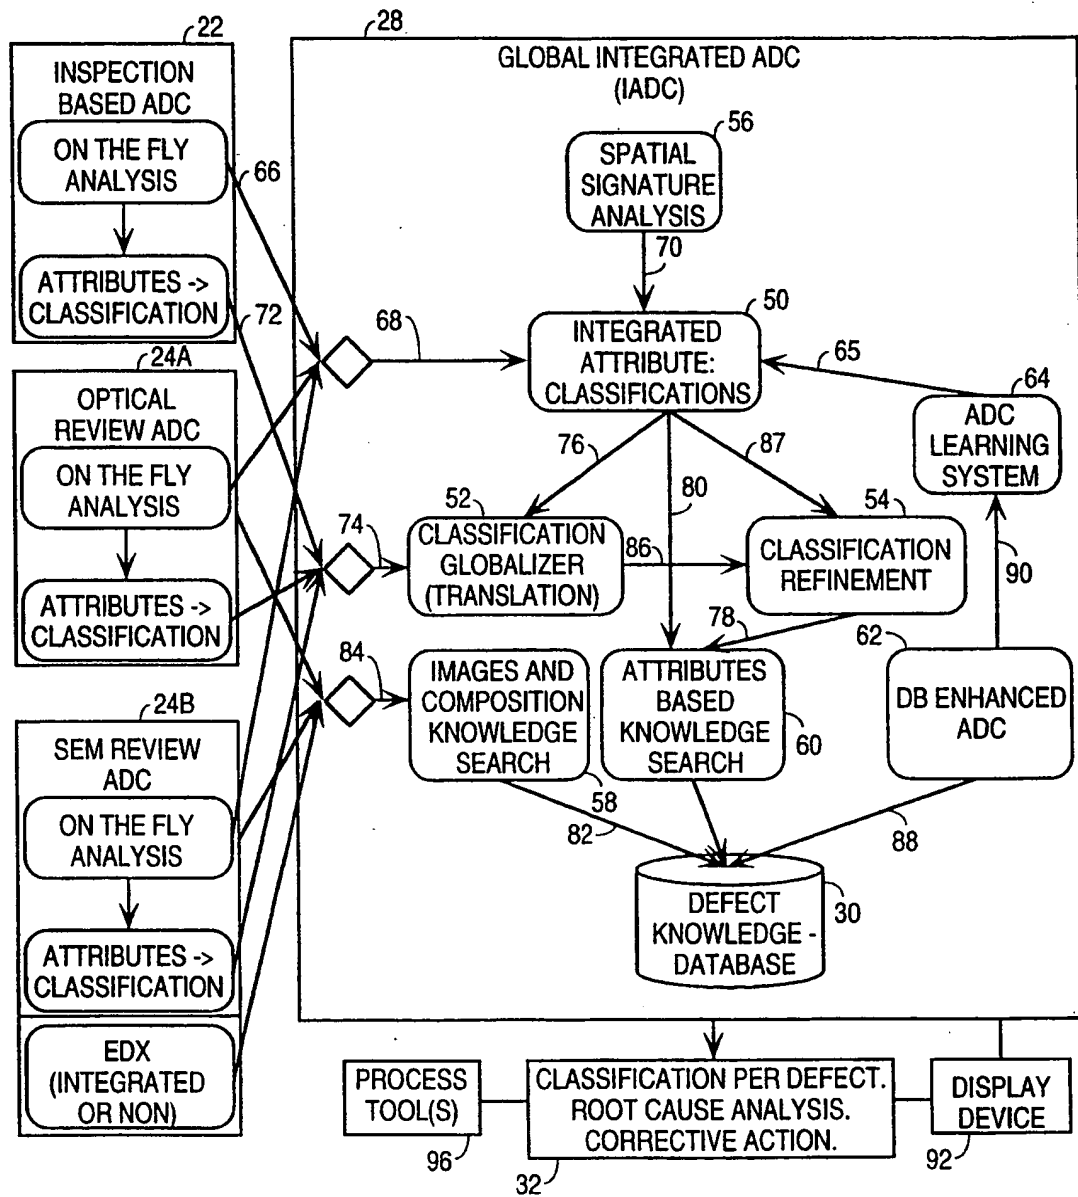 22
INSPECTION
BASED ADC
ON THE FLY
ANALYSIS
ATTRIBUTES ->
CLASSIFICATION
66
72
24A
OPTICAL
REVIEW ADC
ON THE FLY
ANALYSIS
ATTRIBUTES ->
CLASSIFICATION
24B
SEM REVIEW
ADC
ON THE FLY
ANALYSIS
ATTRIBUTES ->
CLASSIFICATION
EDX
(INTEGRATED
OR NON)
28
GLOBAL INTEGRATED ADC
(IADC)
56
SPATIAL
SIGNATURE
ANALYSIS
70
50
68
INTEGRATED
ATTRIBUTE:
CLASSIFICATIONS
65
64
ADC
LEARNING
SYSTEM
76
87
80
52
74
CLASSIFICATION
GLOBALIZER
(TRANSLATION)
86
54
CLASSIFICATION
REFINEMENT
90
78
62
84
IMAGES AND
COMPOSITION
KNOWLEDGE
SEARCH
58
ATTRIBUTES
BASED
KNOWLEDGE
SEARCH
60
DB ENHANCED
ADC
82
88
DEFECT
KNOWLEDGE -
DATABASE
30
PROCESS
TOOL(S)
96
CLASSIFICATION PER DEFECT.
ROOT CAUSE ANALYSIS.
CORRECTIVE ACTION.
32
DISPLAY
DEVICE
92